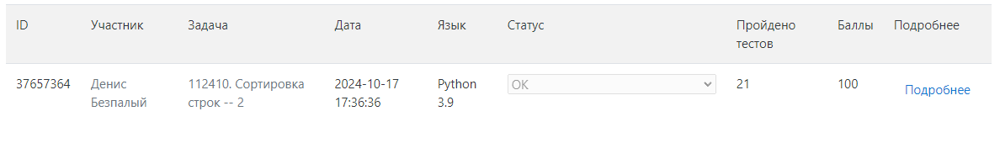 ID Участник Задача Дата Язык Статус Пройдено тестов Баллы Подробнее
37657364 Денис Безпалый 112410. Сортировка строк -- 2 2024-10-17 17:36:36 Python 3.9 OK 21 100 Подробнее